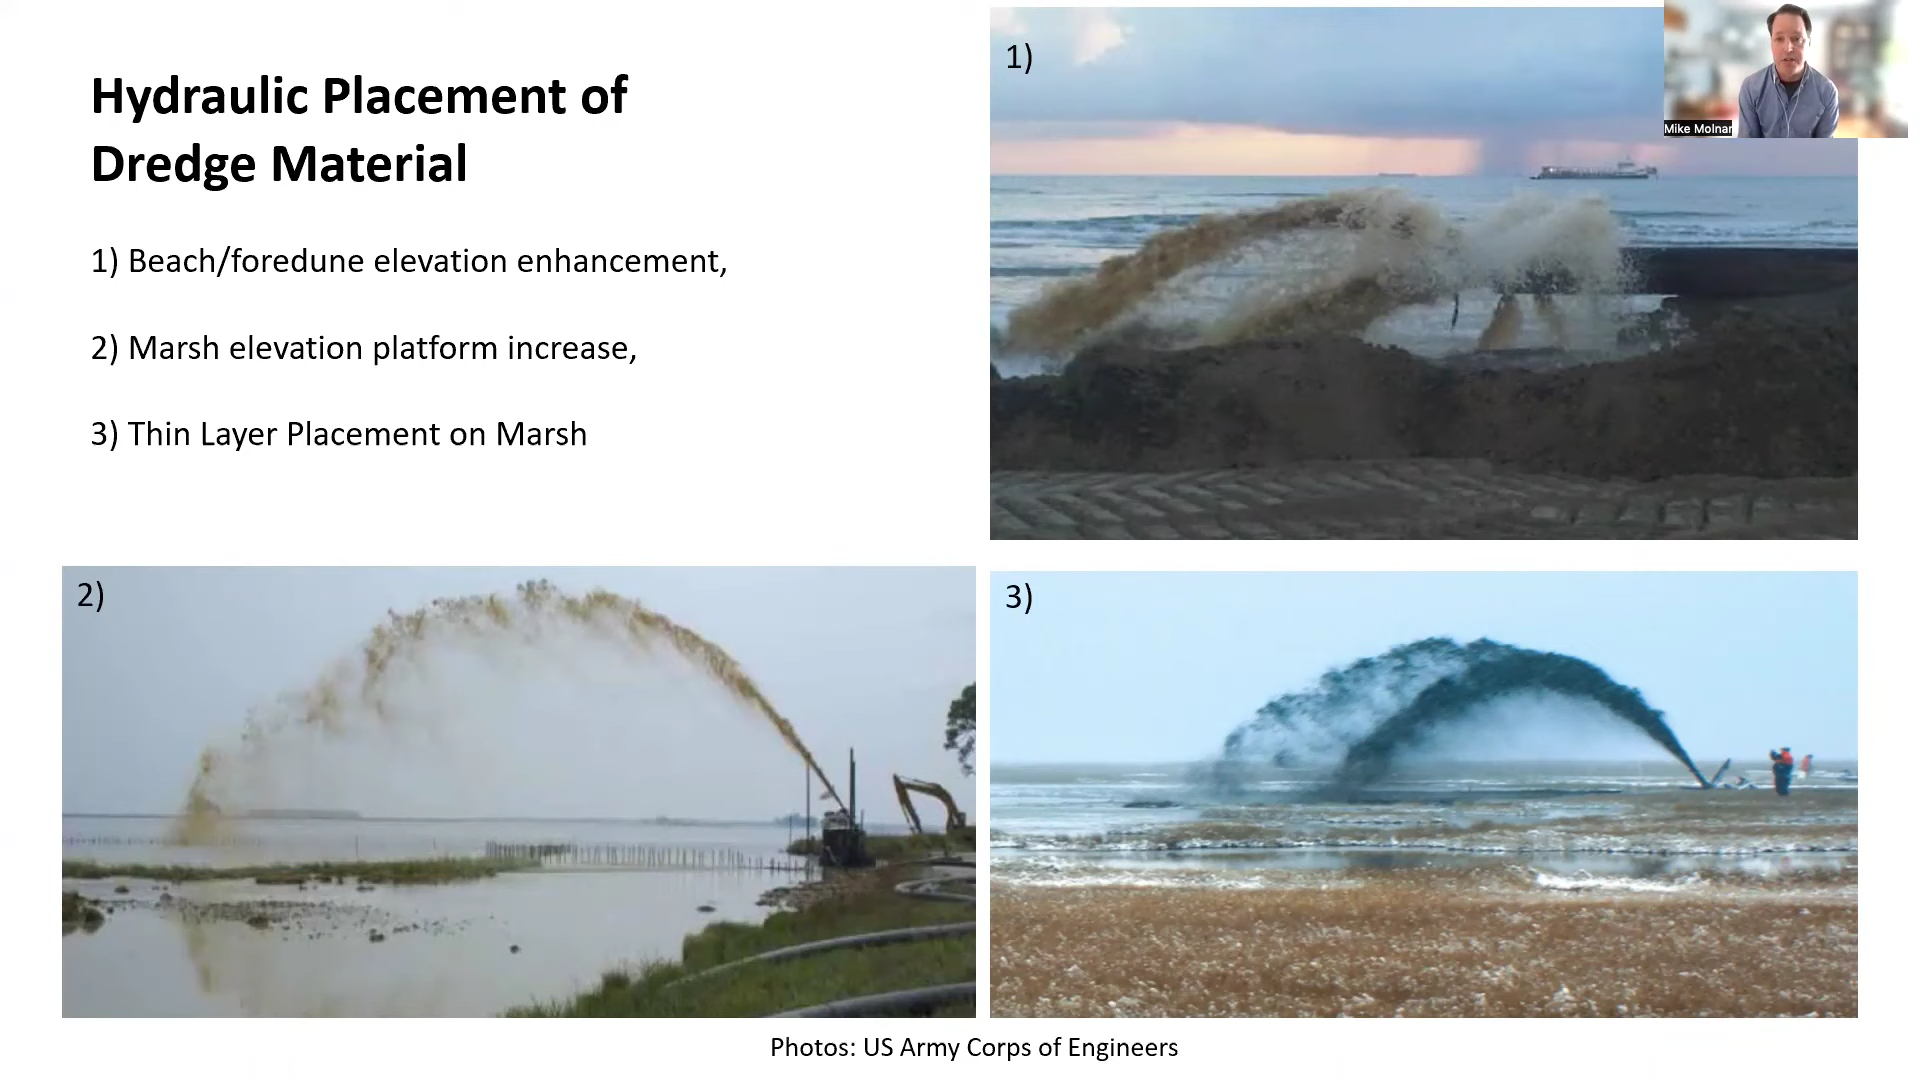 Hydraulic Placement of
Dredge Material
1) Beach/foredune elevation enhancement,
2) Marsh elevation platform increase,
3) Thin Layer Placement on Marsh
1)
Mike Molnar
2)
3)
Photos: US Army Corps of Engineers